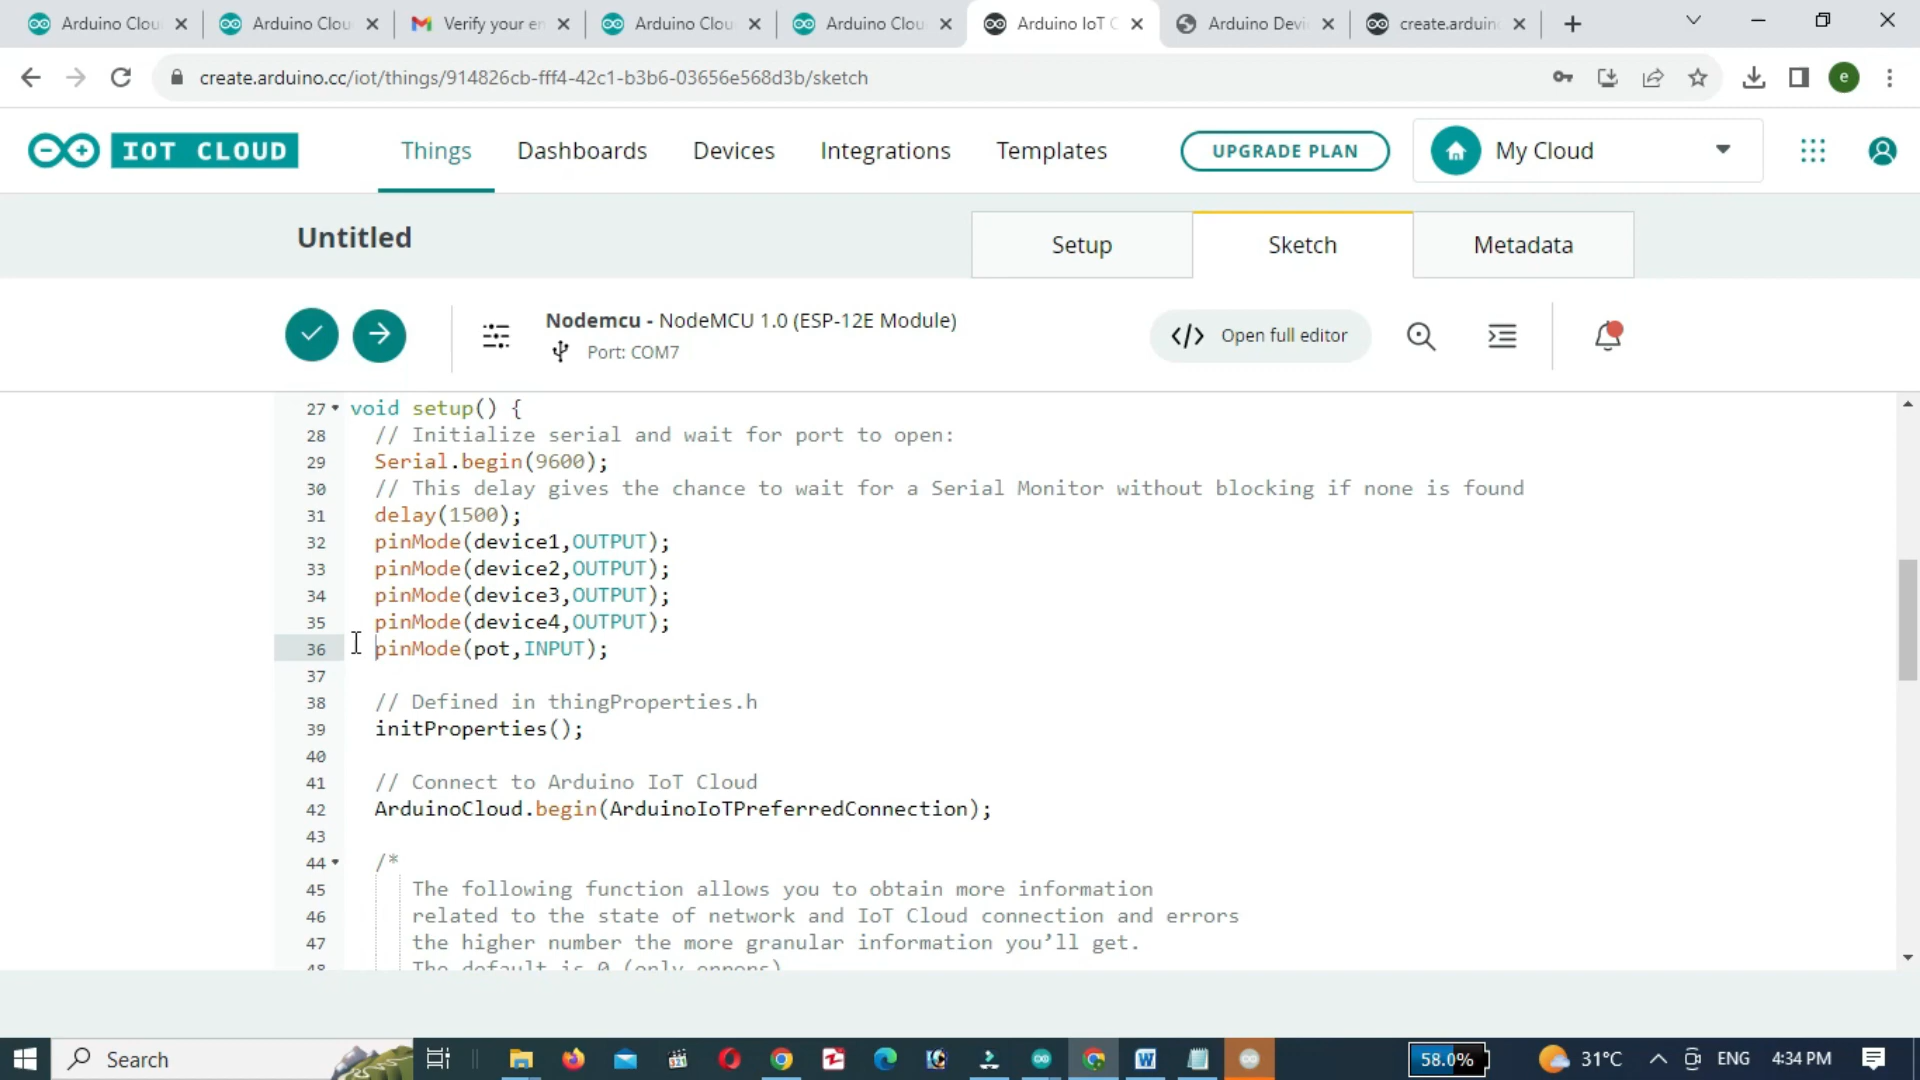 Arduino Clou
Arduino Clou
Verify your en
Arduino Clou
Arduino Clou
Arduino IoT C
Arduino Devi
create.arduin
create.arduino.cc/iot/things/914826cb-fff4-42c1-b3b6-03656e568d3b/sketch
e
IOT CLOUD
Things
Dashboards
Devices
Integrations
Templates
UPGRADE PLAN
My Cloud
Untitled
Setup
Sketch
Metadata
Nodemcu - NodeMCU 1.0 (ESP-12E Module)
Port: COM7
</> Open full editor
27 void setup() {
28 // Initialize serial and wait for port to open:
29 Serial.begin(9600);
30 // This delay gives the chance to wait for a Serial Monitor without blocking if none is found
31 delay(1500);
32 pinMode(device1,OUTPUT);
33 pinMode(device2,OUTPUT);
34 pinMode(device3,OUTPUT);
35 pinMode(device4,OUTPUT);
36 pinMode(pot,INPUT);
37
38 // Defined in thingProperties.h
39 initProperties();
40
41 // Connect to Arduino IoT Cloud
42 ArduinoCloud.begin(ArduinoIoTPreferredConnection);
43
44 /*
45 The following function allows you to obtain more information
46 related to the state of network and IoT Cloud connection and errors
47 the higher number the more granular information you’ll get.
48 The default is 0 (only errors)
Search
58.0%
31°C
ENG
4:34 PM